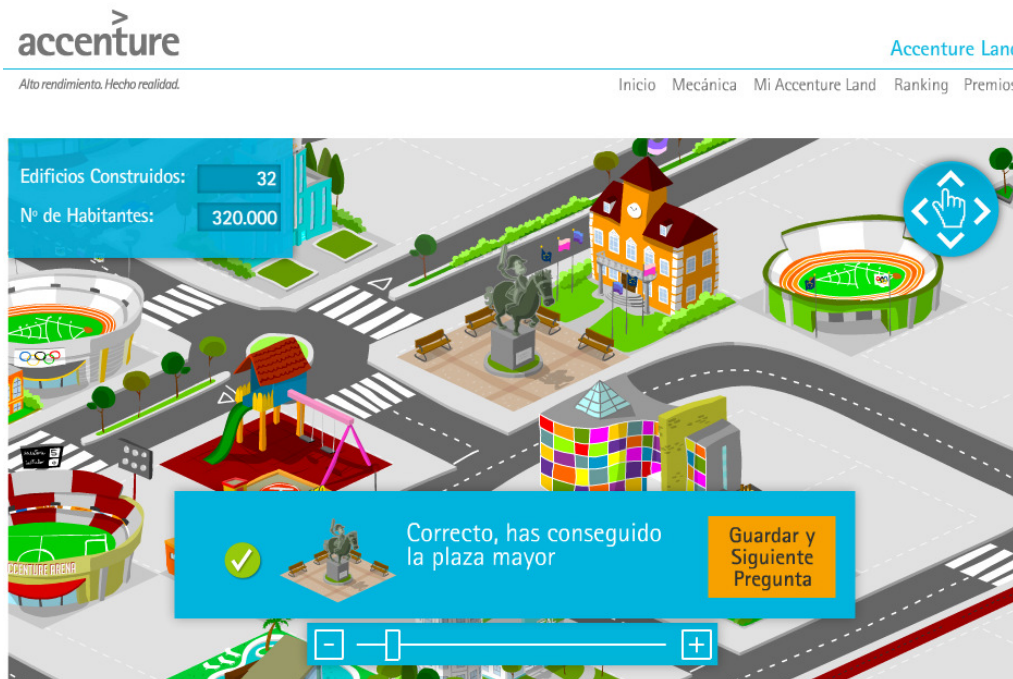 accenture
Alto rendimiento. Hecho realidad.
Accenture Land
Inicio Mecánica Mi Accenture Land Ranking Premios
Edificios Construidos: 32
Nº de Habitantes: 320.000
ACCENTURE ARENA
Correcto, has conseguido
la plaza mayor
Guardar y
Siguiente
Pregunta